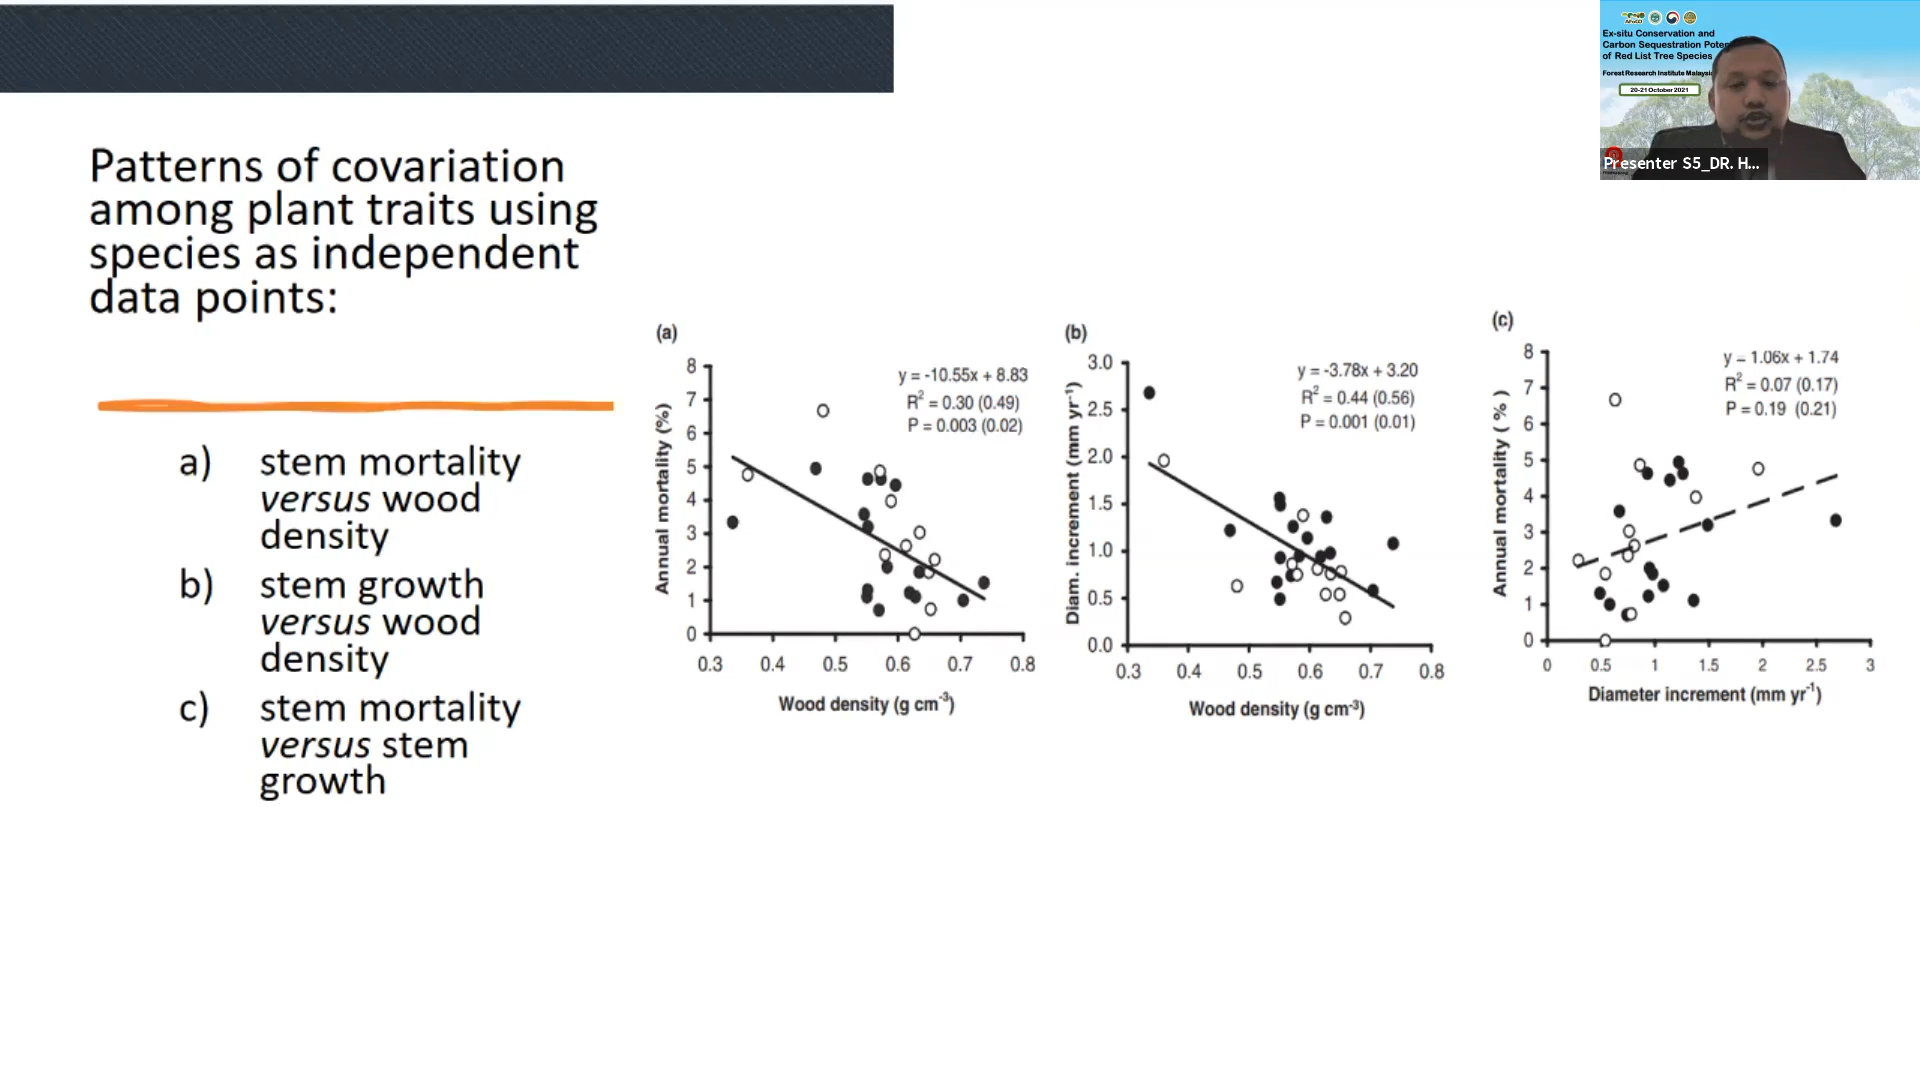 Patterns of covariation
among plant traits using
species as independent
data points:
a) stem mortality
versus wood
density
b) stem growth
versus wood
density
c) stem mortality
versus stem
growth
(a)
y = -10.55x + 8.83
R² = 0.30 (0.49)
P = 0.003 (0.02)
Annual mortality (%)
8
7
6
5
4
3
2
1
0
0.3 0.4 0.5 0.6 0.7 0.8
Wood density (g cm⁻³)
(b)
y = -3.78x + 3.20
R² = 0.44 (0.56)
P = 0.001 (0.01)
Diam. increment (mm yr⁻¹)
3.0
2.5
2.0
1.5
1.0
0.5
0.0
0.3 0.4 0.5 0.6 0.7 0.8
Wood density (g cm⁻³)
(c)
y = 1.06x + 1.74
R² = 0.07 (0.17)
P = 0.19 (0.21)
Annual mortality ( % )
8
7
6
5
4
3
2
1
0
0 0.5 1 1.5 2 2.5 3
Diameter increment (mm yr⁻¹)
Ex-situ Conservation and
Carbon Sequestration
of Red List Tree Species
Forest Research Institute
20-21 October 2021
Presenter S5_DR. H...